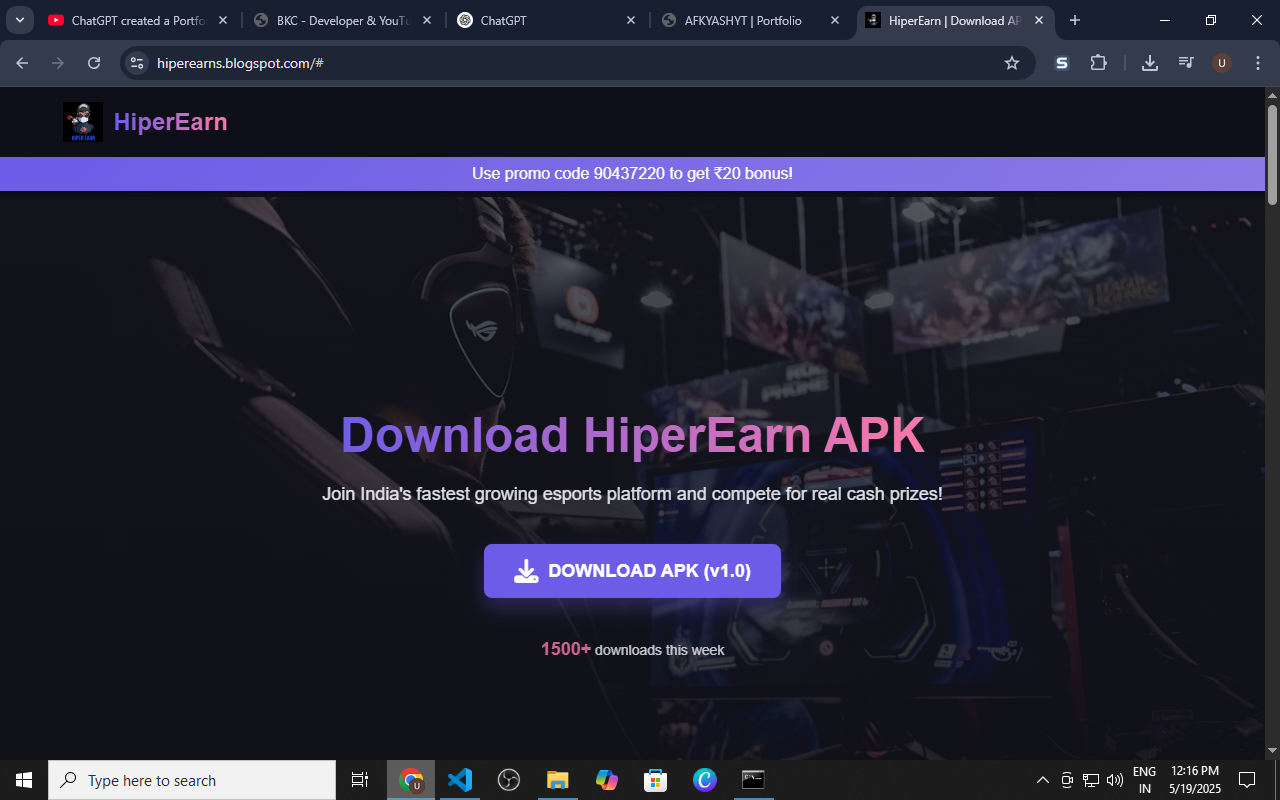 ChatGPT created a Portfo
BKC - Developer & YouTu
ChatGPT
AFKYASHYT | Portfolio
HiperEarn | Download AP
hiperearns.blogspot.com/#
S
U
HIPER EARN
HiperEarn
Use promo code 90437220 to get ₹20 bonus!
Download HiperEarn APK
Join India's fastest growing esports platform and compete for real cash prizes!
DOWNLOAD APK (v1.0)
1500+ downloads this week
Type here to search
U
C
ENG
IN
12:16 PM
5/19/2025